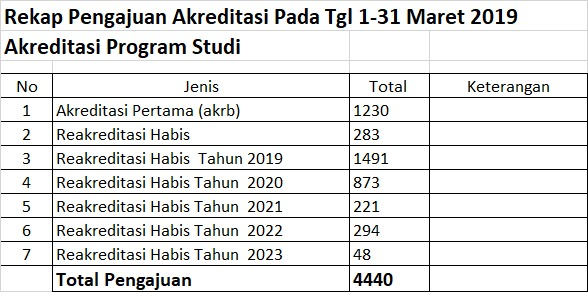 Rekap Pengajuan Akreditasi Pada Tgl 1-31 Maret 2019
Akreditasi Program Studi
No Jenis Total Keterangan
1 Akreditasi Pertama (akrb) 1230
2 Reakreditasi Habis 283
3 Reakreditasi Habis Tahun 2019 1491
4 Reakreditasi Habis Tahun 2020 873
5 Reakreditasi Habis Tahun 2021 221
6 Reakreditasi Habis Tahun 2022 294
7 Reakreditasi Habis Tahun 2023 48
Total Pengajuan 4440